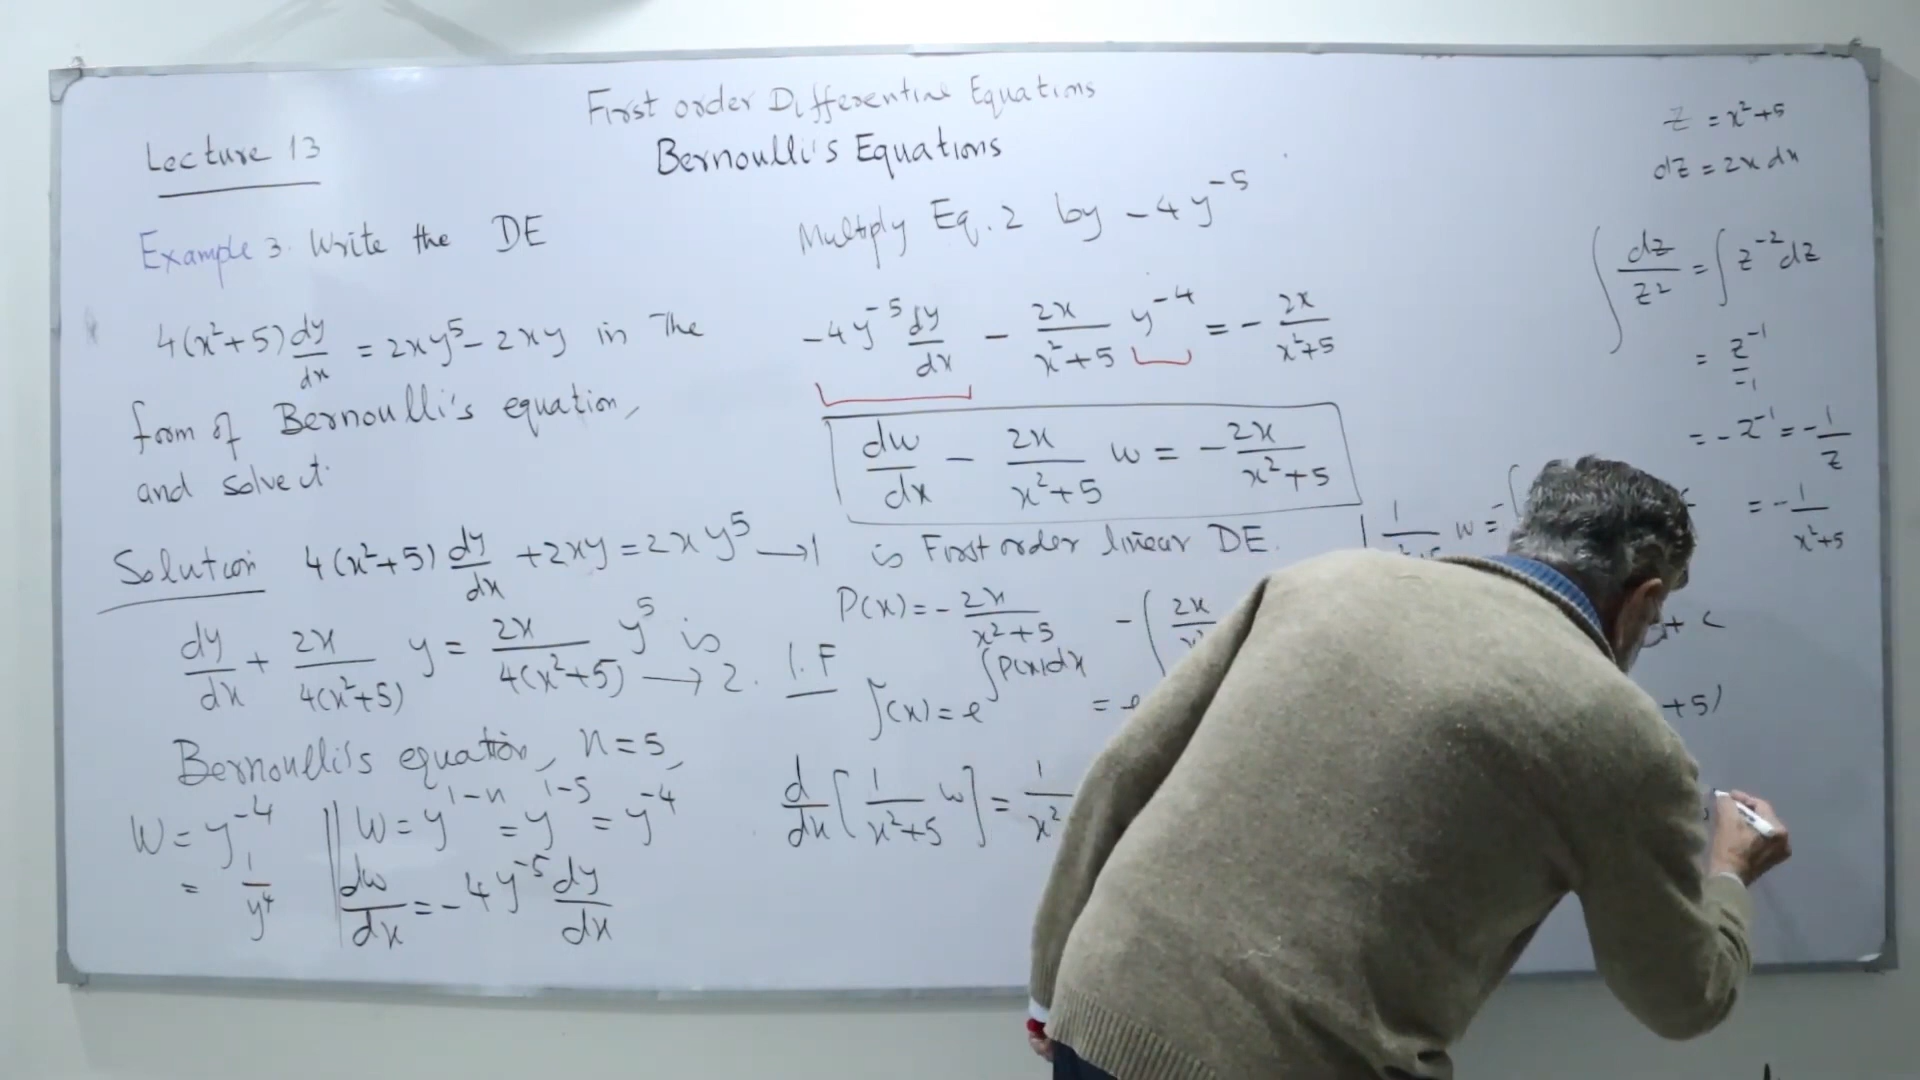 First order Differential Equations
Bernoulli's Equations
Lecture 13
Example 3. Write the DE
4(x²+5) dy/dx = 2xy⁵ - 2xy in the
form of Bernoulli's equation,
and solve it.
Solution 4(x²+5) dy/dx + 2xy = 2xy⁵ → 1
dy/dx + 2x/4(x²+5) y = 2x/4(x²+5) y⁵ is → 2.
Bernoulli's equation, n=5,
W = y⁻⁴
= 1/y⁴
W = y¹⁻ⁿ = y¹⁻⁵ = y⁻⁴
dw/dx = -4y⁻⁵ dy/dx
Multiply Eq. 2 by -4y⁻⁵
-4y⁻⁵ dy/dx - 2x/x²+5 y⁻⁴ = - 2x/x²+5
dw/dx - 2x/x²+5 w = - 2x/x²+5
is First order linear DE.
P(x) = - 2x/x²+5
I.F
∫(x) = e^∫P(x)dx = e
-∫ 2x/x²
+5)
d/dx [1/x²+5 w] = 1/x²
1 w = -∫
+ c
z = x²+5
dz = 2x dx
∫ dz/z² = ∫ z⁻² dz
= z⁻¹/-1
= -z⁻¹ = - 1/z
= - 1/x²+5